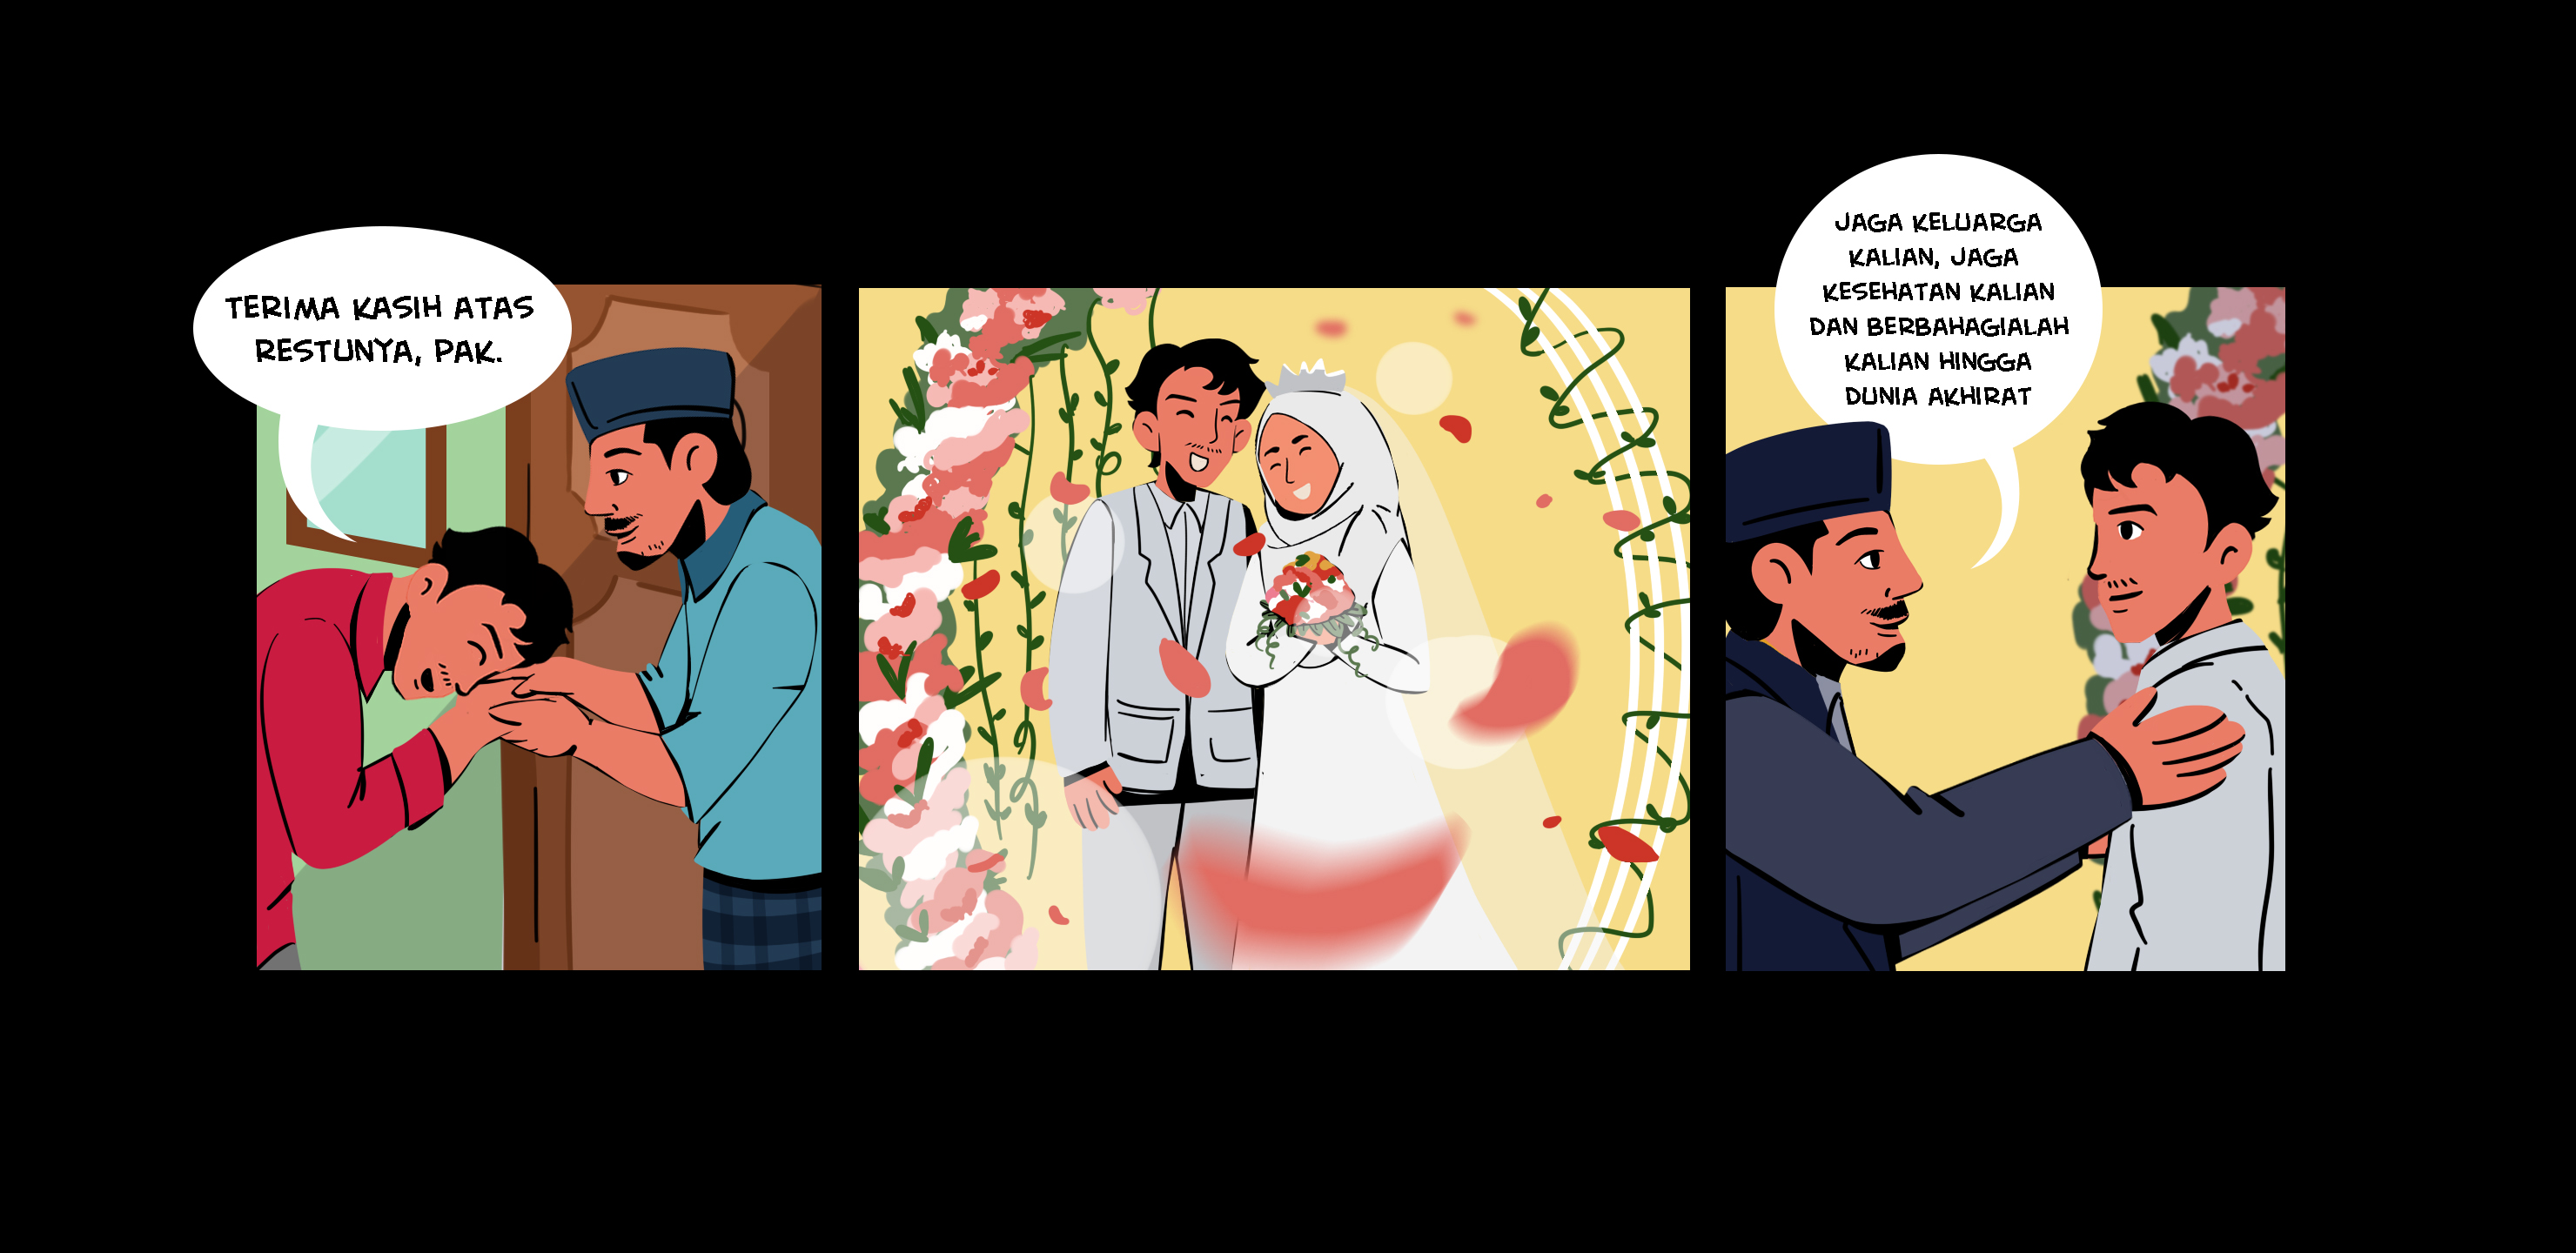 TERIMA KASIH ATAS
RESTUNYA, PAK.
JAGA KELUARGA
KALIAN, JAGA
KESEHATAN KALIAN
DAN BERBAHAGIALAH
KALIAN HINGGA
DUNIA AKHIRAT